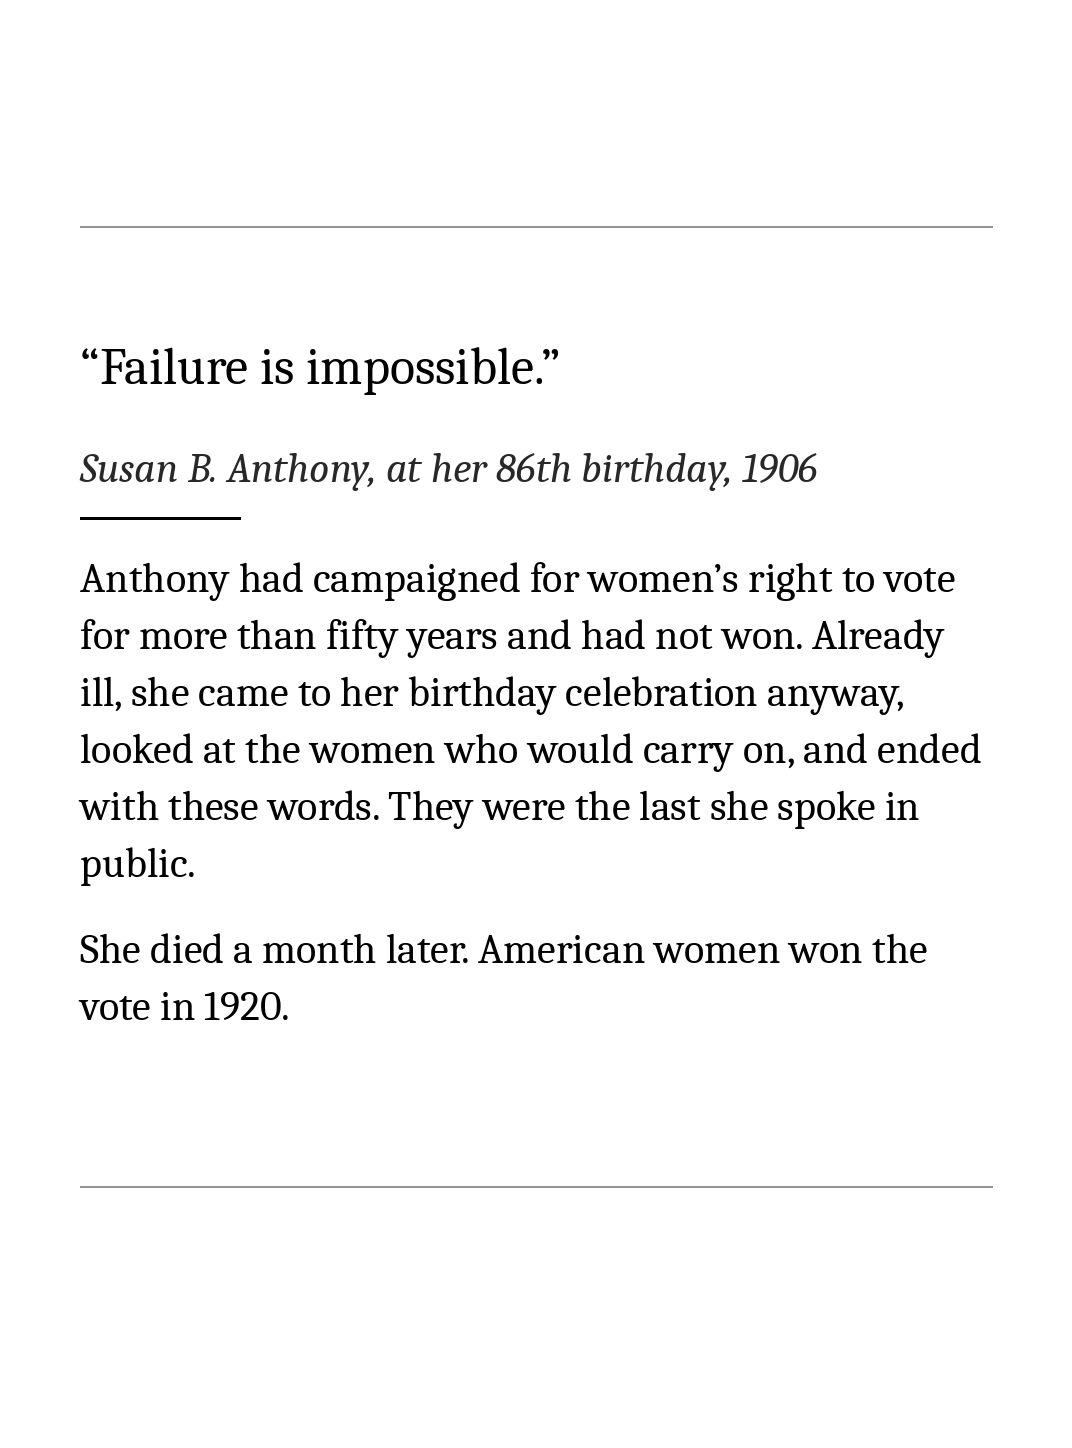 “Failure is impossible.”
Susan B. Anthony, at her 86th birthday, 1906
Anthony had campaigned for women’s right to vote
for more than fifty years and had not won. Already
ill, she came to her birthday celebration anyway,
looked at the women who would carry on, and ended
with these words. They were the last she spoke in
public.
She died a month later. American women won the
vote in 1920.